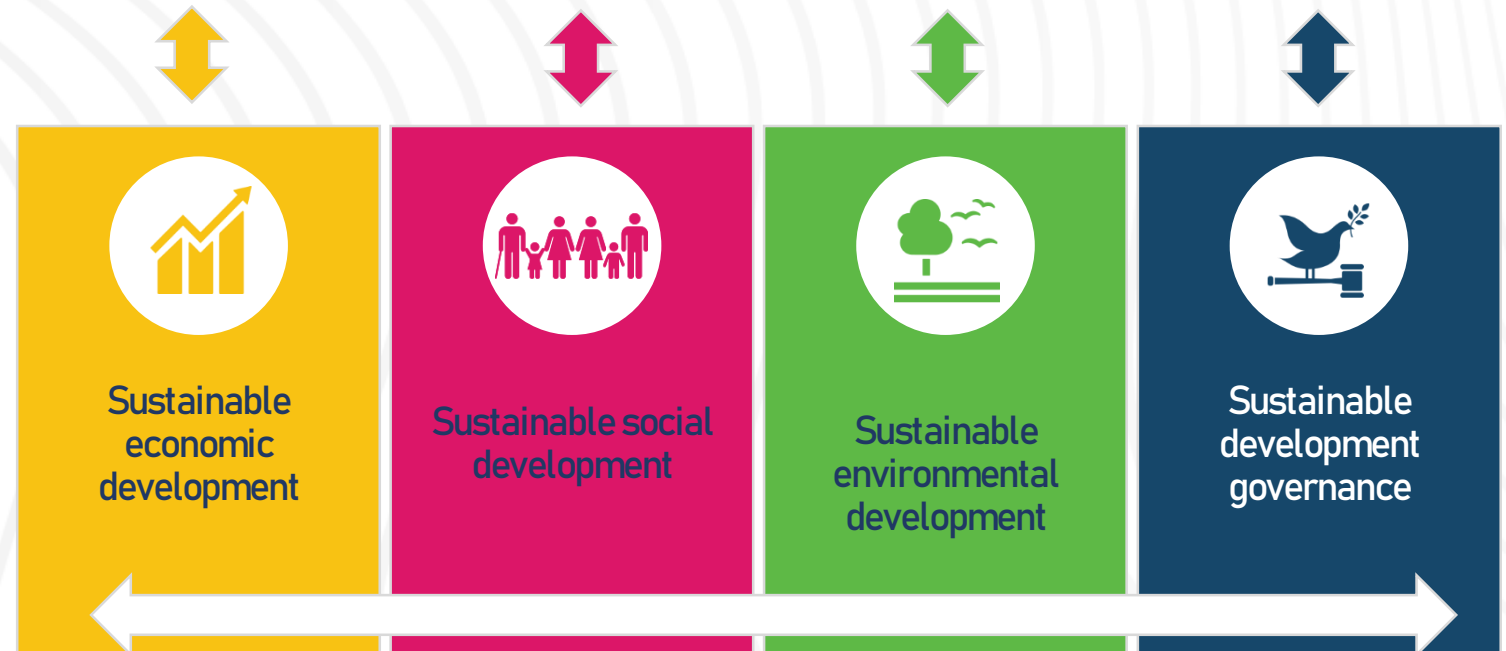 Sustainable
economic
development
Sustainable social
development
Sustainable
environmental
development
Sustainable
development
governance